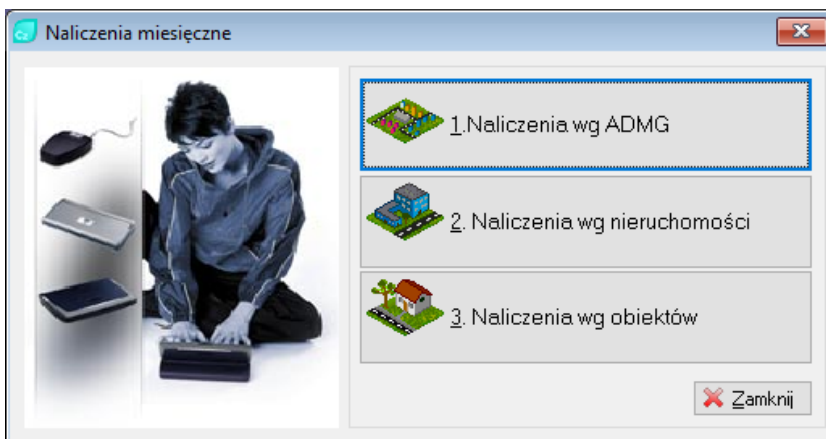 Naliczenia miesięczne
1.Naliczenia wg ADMG
2. Naliczenia wg nieruchomości
3. Naliczenia wg obiektów
Zamknij